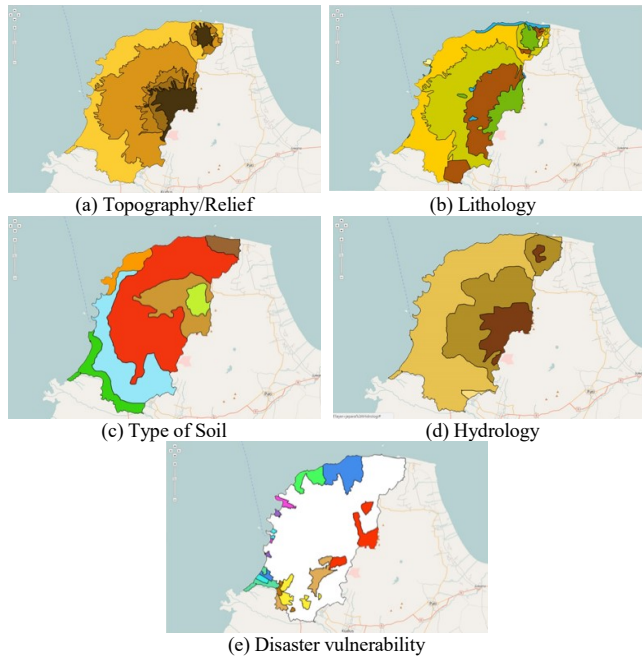 (a) Topography/Relief
(b) Lithology
(c) Type of Soil
(d) Hydrology
(e) Disaster vulnerability